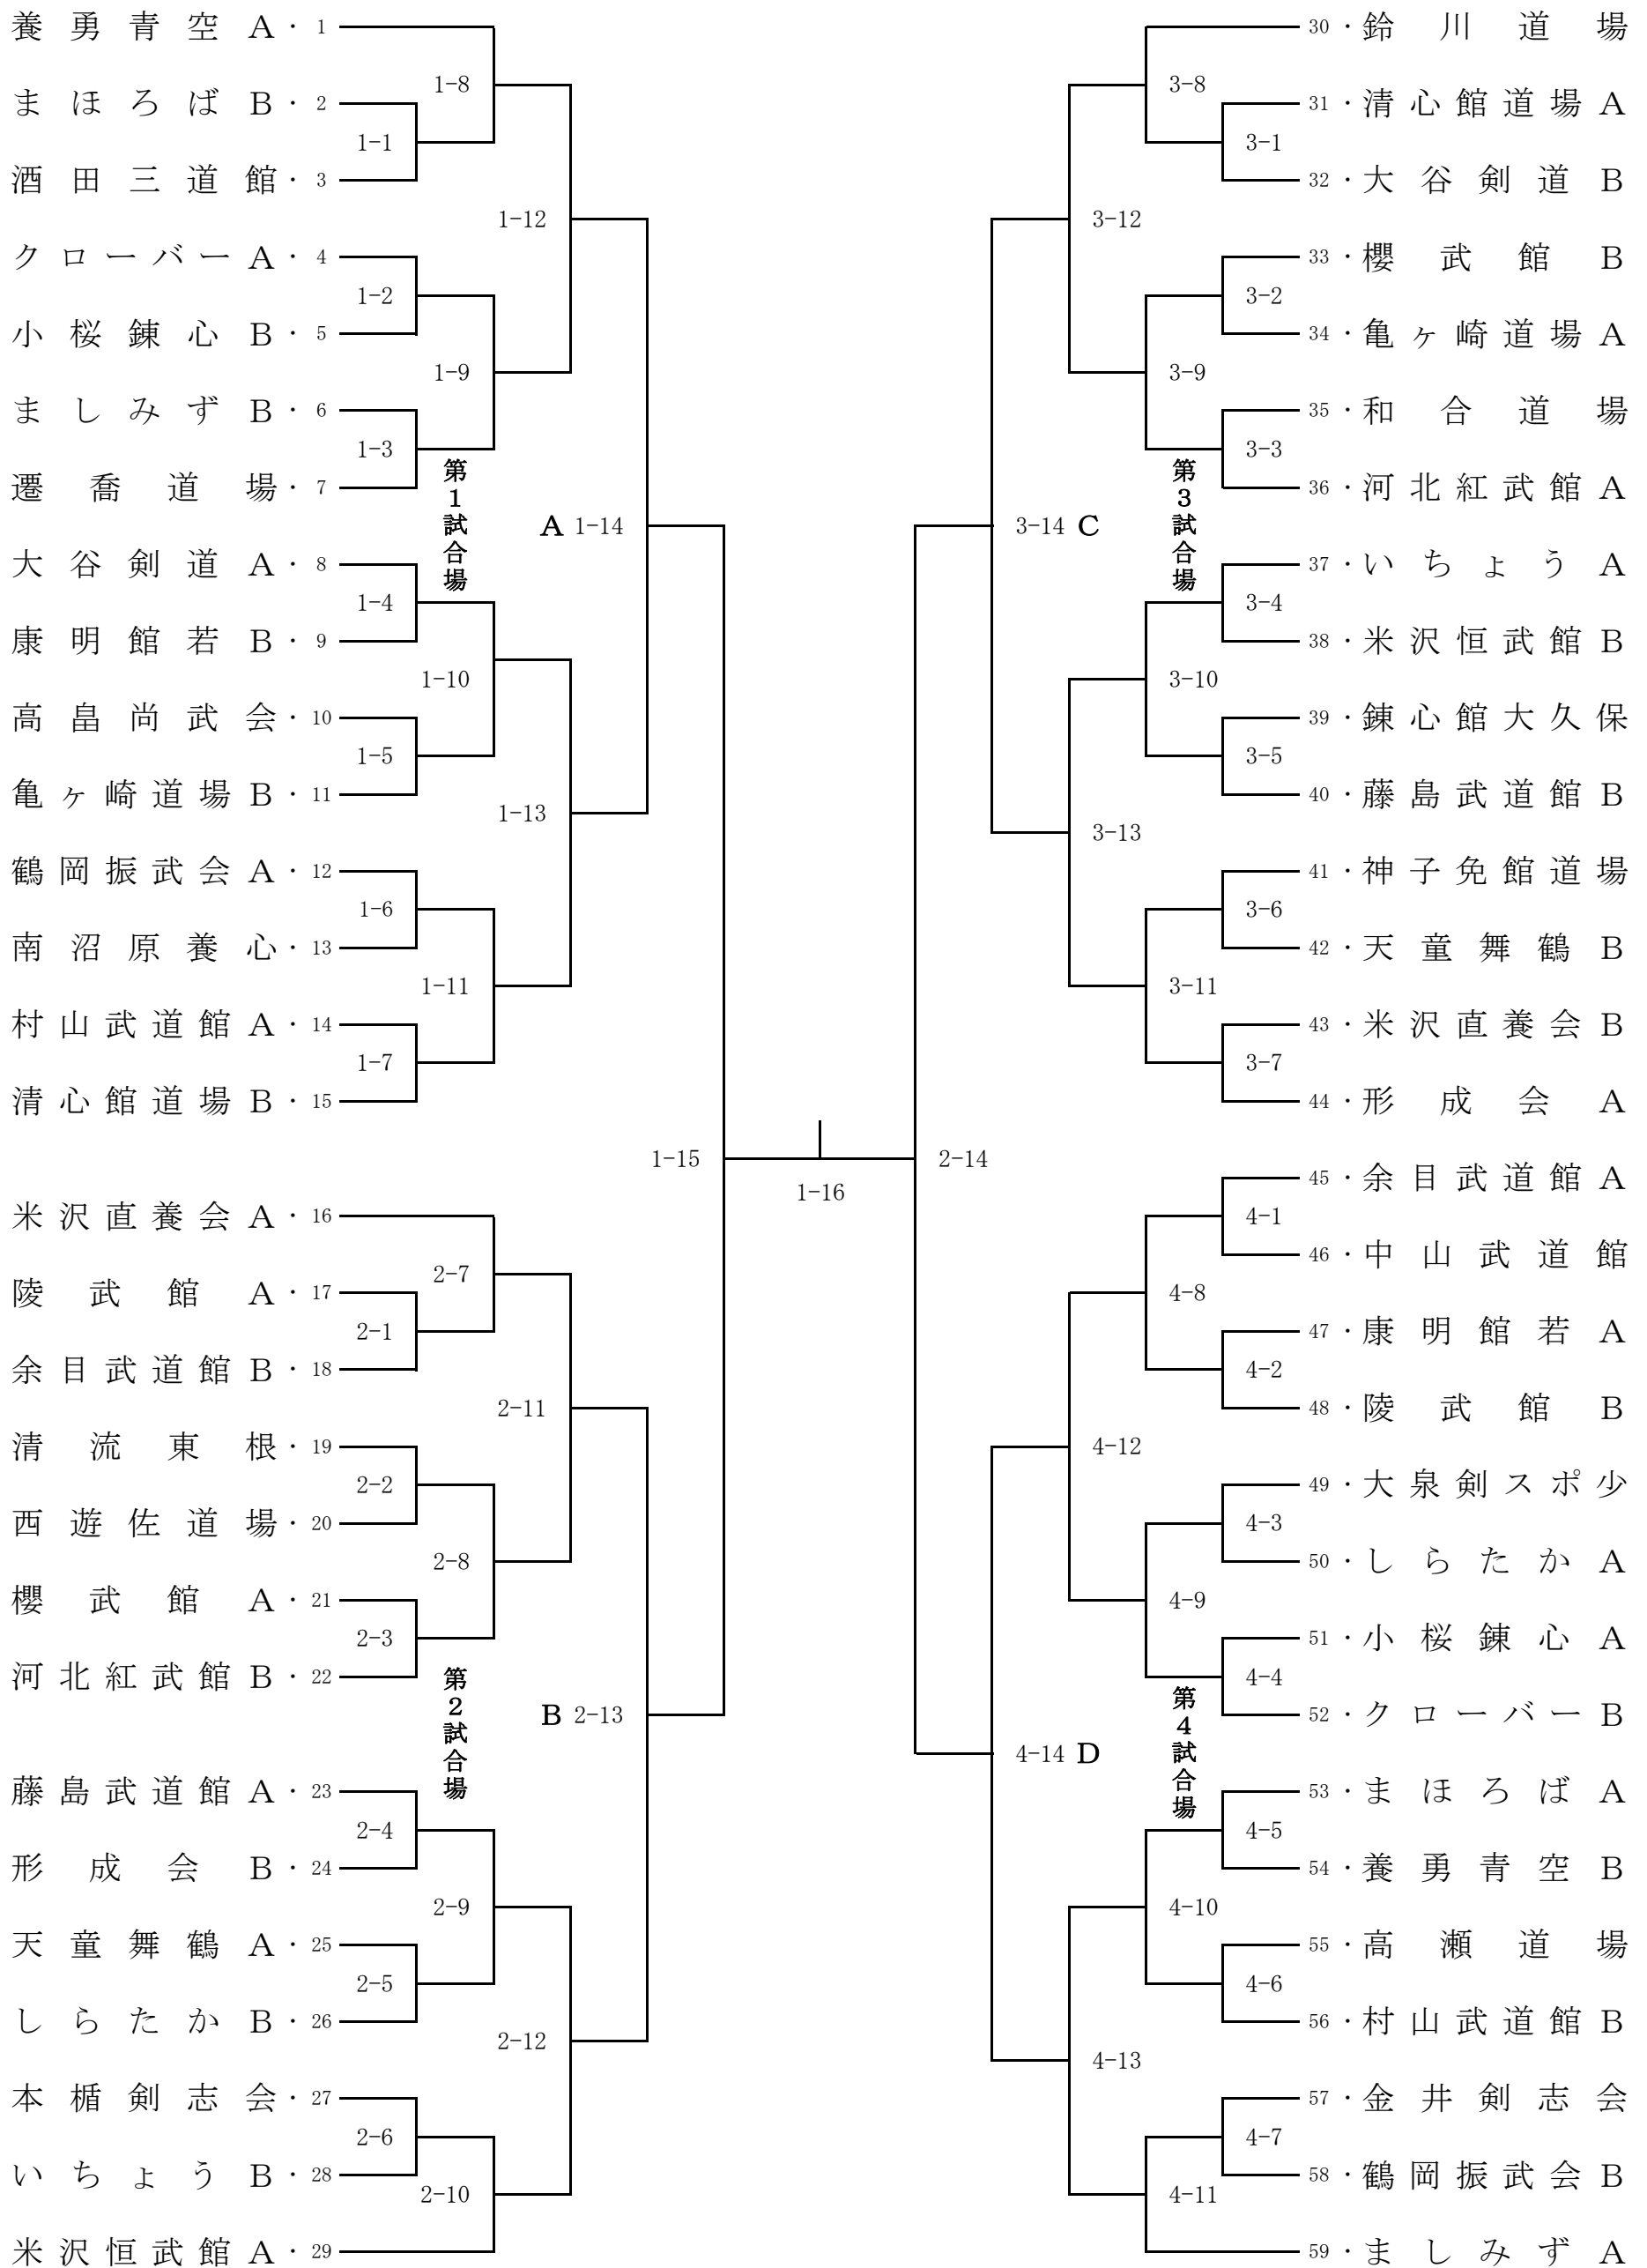 養勇青空A・1
まほろばB・2
酒田三道館・3
クローバーA・4
小桜錬心B・5
ましみずB・6
遷喬道場・7
大谷剣道A・8
康明館若B・9
高畠尚武会・10
亀ヶ崎道場B・11
鶴岡振武会A・12
南沼原養心・13
村山武道館A・14
清心館道場B・15
米沢直養会A・16
陵武館A・17
余目武道館B・18
清流東根・19
西遊佐道場・20
櫻武館A・21
河北紅武館B・22
藤島武道館A・23
形成会B・24
天童舞鶴A・25
しらたかB・26
本楯剣志会・27
いちょうB・28
米沢恒武館A・29
1-1
1-2
1-3
1-4
1-5
1-6
1-7
1-8
1-9
1-10
1-11
1-12
1-13
第1試合場
A 1-14
2-1
2-2
2-3
2-4
2-5
2-6
2-7
2-8
2-9
2-10
2-11
2-12
第2試合場
B 2-13
1-15
1-16
2-14
30・鈴川道場
31・清心館道場A
32・大谷剣道B
33・櫻武館B
34・亀ヶ崎道場A
35・和合道場
36・河北紅武館A
37・いちょうA
38・米沢恒武館B
39・錬心館大久保
40・藤島武道館B
41・神子免館道場
42・天童舞鶴B
43・米沢直養会B
44・形成会A
45・余目武道館A
46・中山武道館
47・康明館若A
48・陵武館B
49・大泉剣スポ少
50・しらたかA
51・小桜錬心A
52・クローバーB
53・まほろばA
54・養勇青空B
55・高瀬道場
56・村山武道館B
57・金井剣志会
58・鶴岡振武会B
59・ましみずA
3-1
3-2
3-3
3-4
3-5
3-6
3-7
3-8
3-9
3-10
3-11
3-12
3-13
第3試合場
3-14 C
4-1
4-2
4-3
4-4
4-5
4-6
4-7
4-8
4-9
4-10
4-11
4-12
4-13
第4試合場
4-14 D